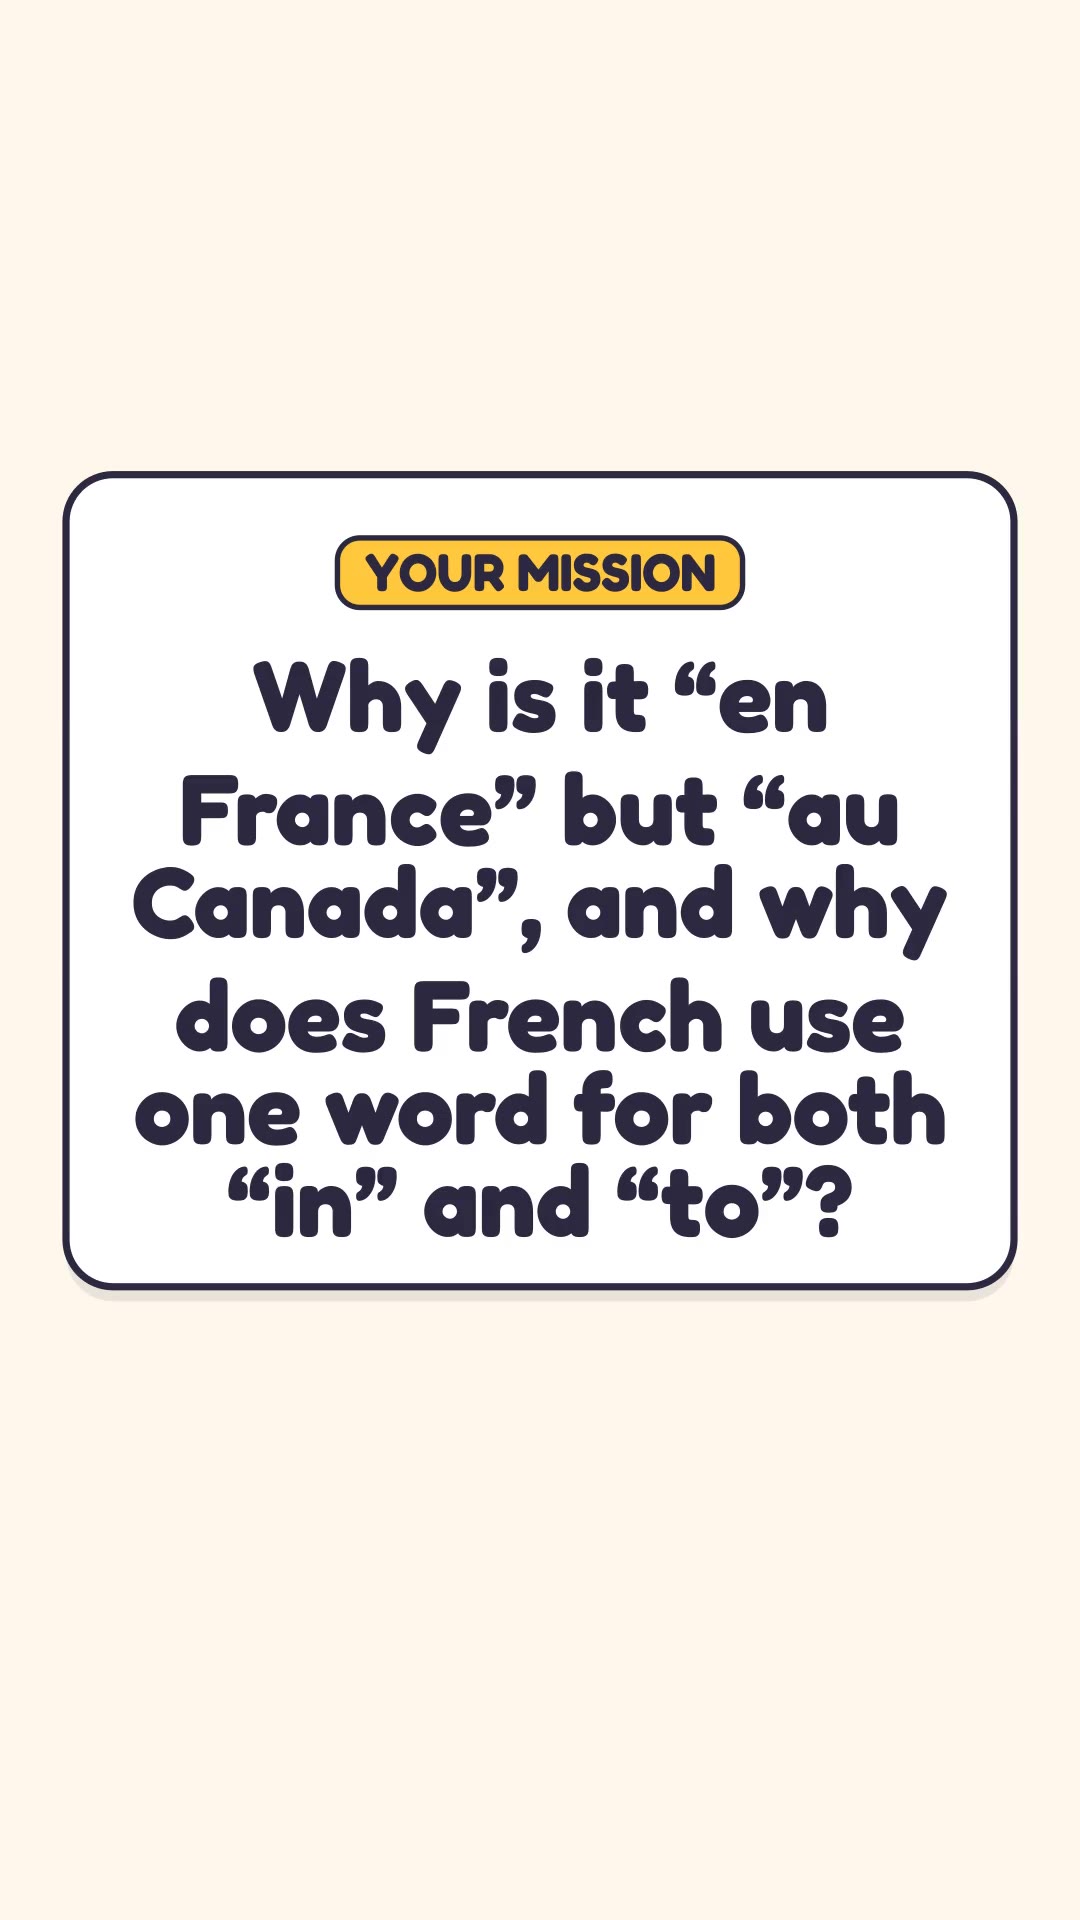 YOUR MISSION
Why is it “en
France” but “au
Canada”, and why
does French use
one word for both
“in” and “to”?